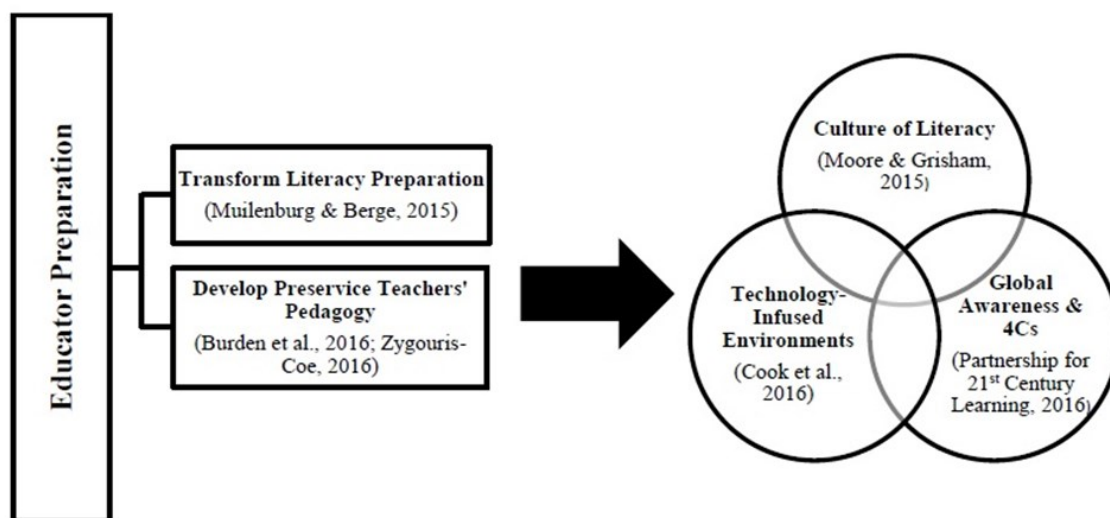 Educator Preparation
Transform Literacy Preparation
(Muilenburg & Berge, 2015)
Develop Preservice Teachers'
Pedagogy
(Burden et al., 2016; Zygouris-
Coe, 2016)
Culture of Literacy
(Moore & Grisham,
2015)
Technology-
Infused
Environments
(Cook et al.,
2016)
Global
Awareness &
4Cs
(Partnership for
21st Century
Learning, 2016)